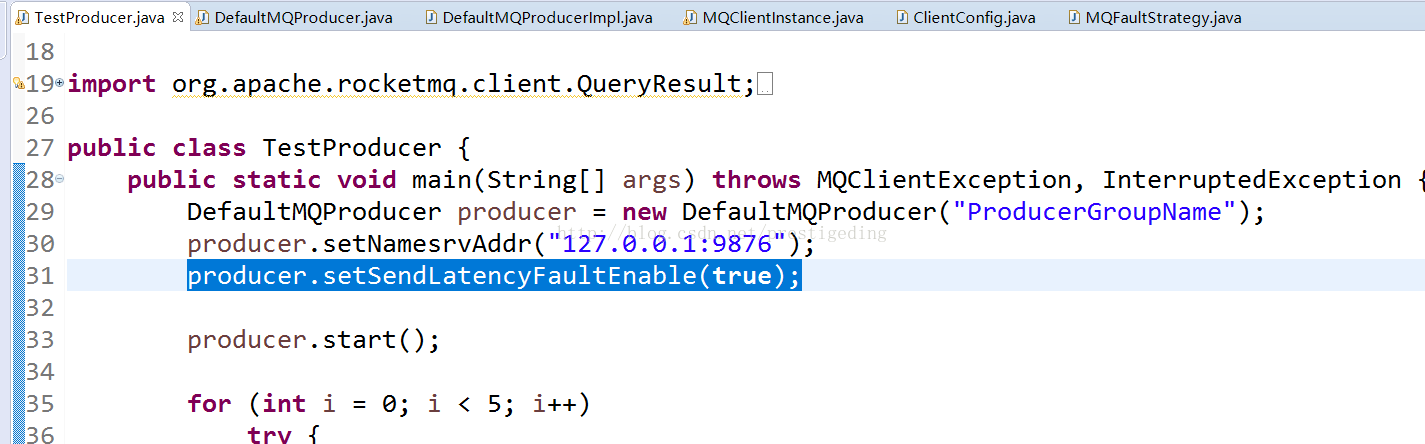 TestProducer.java DefaultMQProducer.java DefaultMQProducerImpl.java MQClientInstance.java ClientConfig.java MQFaultStrategy.java
18
19 import org.apache.rocketmq.client.QueryResult;
26
27 public class TestProducer {
28 public static void main(String[] args) throws MQClientException, InterruptedException {
29 DefaultMQProducer producer = new DefaultMQProducer("ProducerGroupName");
http://blog.csdn.net/prestigeding
30 producer.setNamesrvAddr("127.0.0.1:9876");
31 producer.setSendLatencyFaultEnable(true);
32
33 producer.start();
34
35 for (int i = 0; i < 5; i++)
36 try {